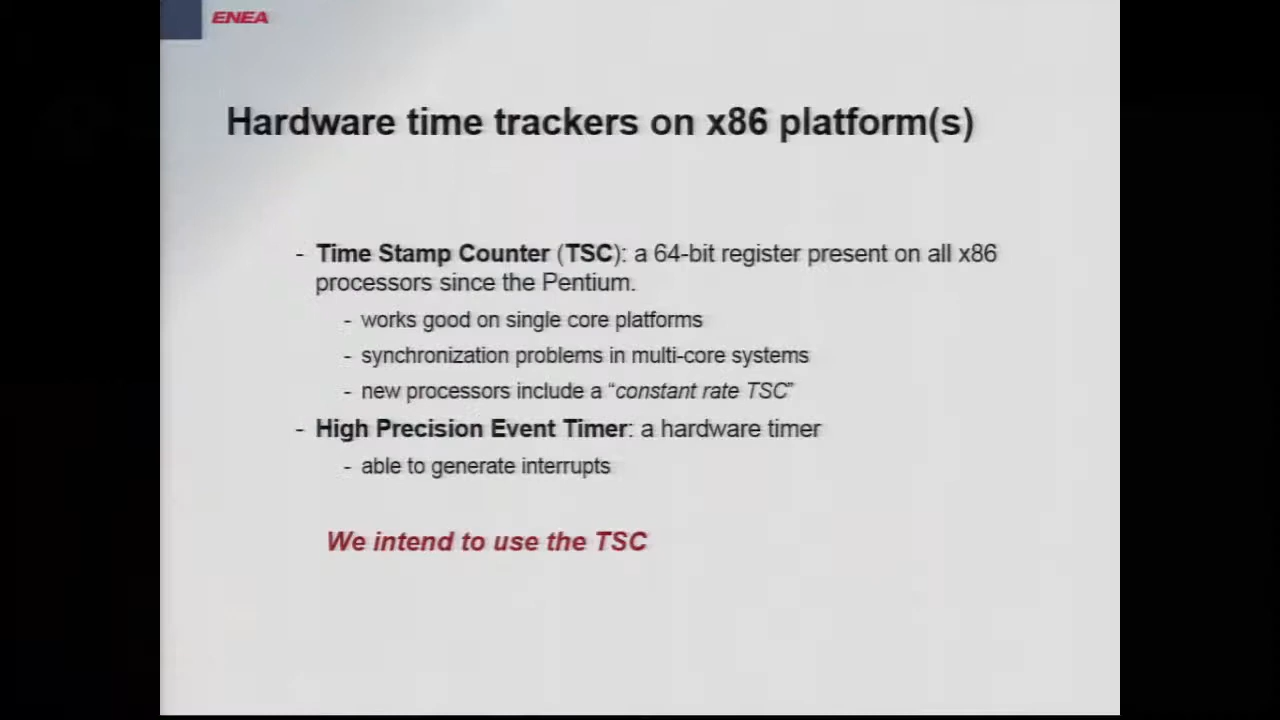 ENEA
Hardware time trackers on x86 platform(s)
- Time Stamp Counter (TSC): a 64-bit register present on all x86
processors since the Pentium.
- works good on single core platforms
- synchronization problems in multi-core systems
- new processors include a “constant rate TSC”
- High Precision Event Timer: a hardware timer
- able to generate interrupts
We intend to use the TSC